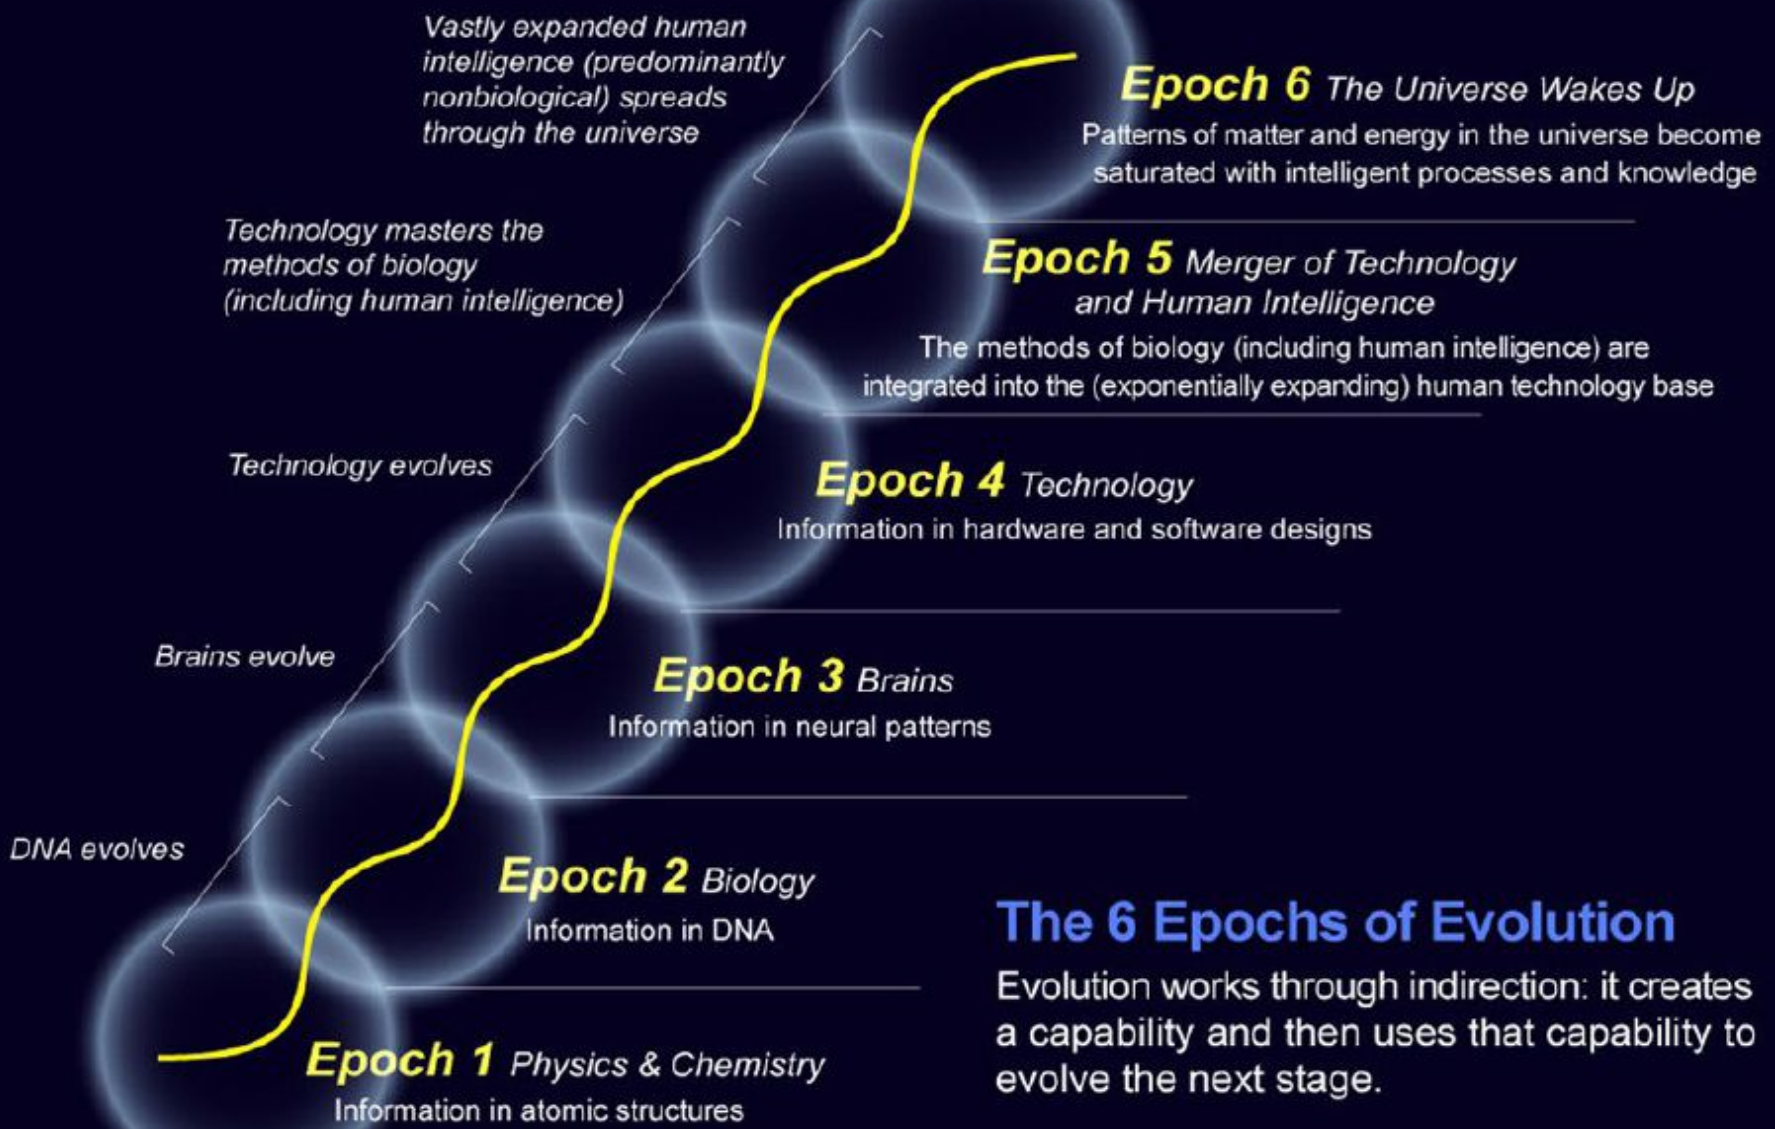 Vastly expanded human
intelligence (predominantly
nonbiological) spreads
through the universe
Epoch 6 The Universe Wakes Up
Patterns of matter and energy in the universe become
saturated with intelligent processes and knowledge
Technology masters the
methods of biology
(including human intelligence)
Epoch 5 Merger of Technology
and Human Intelligence
The methods of biology (including human intelligence) are
integrated into the (exponentially expanding) human technology base
Technology evolves
Epoch 4 Technology
Information in hardware and software designs
Brains evolve
Epoch 3 Brains
Information in neural patterns
DNA evolves
Epoch 2 Biology
Information in DNA
Epoch 1 Physics & Chemistry
Information in atomic structures
The 6 Epochs of Evolution
Evolution works through indirection: it creates
a capability and then uses that capability to
evolve the next stage.